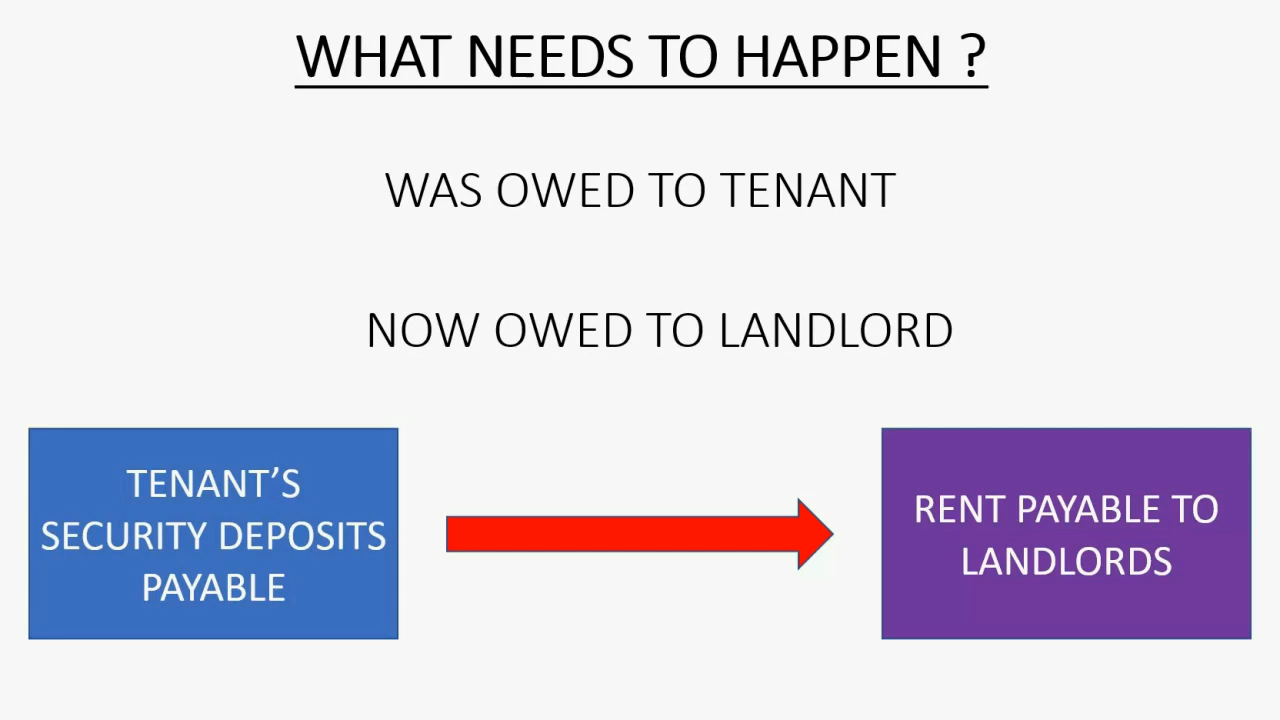 WHAT NEEDS TO HAPPEN ?
WAS OWED TO TENANT
NOW OWED TO LANDLORD
TENANT’S
SECURITY DEPOSITS
PAYABLE
RENT PAYABLE TO
LANDLORDS